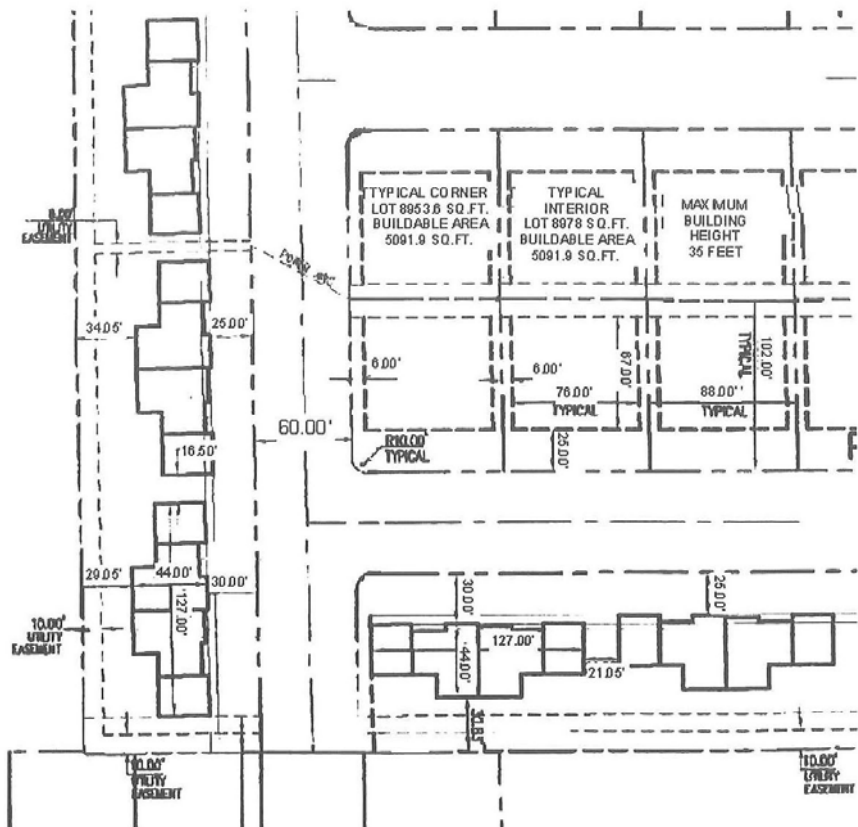 TYPICAL CORNER
LOT 8953.6 SQ.FT.
BUILDABLE AREA
5091.9 SQ.FT.
TYPICAL
INTERIOR
LOT 8978 SQ.FT.
BUILDABLE AREA
5091.9 SQ.FT.
MAXIMUM
BUILDING
HEIGHT
35 FEET
UTILITY
EASEMENT
34.05'
25.00'
6.00'
6.00'
67.00'
TYPICAL
102.00'
76.00'
TYPICAL
88.00'
TYPICAL
60.00'
R10.00'
TYPICAL
25.00'
16.50'
29.05'
44.00'
30.00'
127.00'
10.00'
UTILITY
EASEMENT
30.00'
25.00'
127.00'
44.00'
21.05'
10.00'
UTILITY
EASEMENT
10.00'
UTILITY
EASEMENT